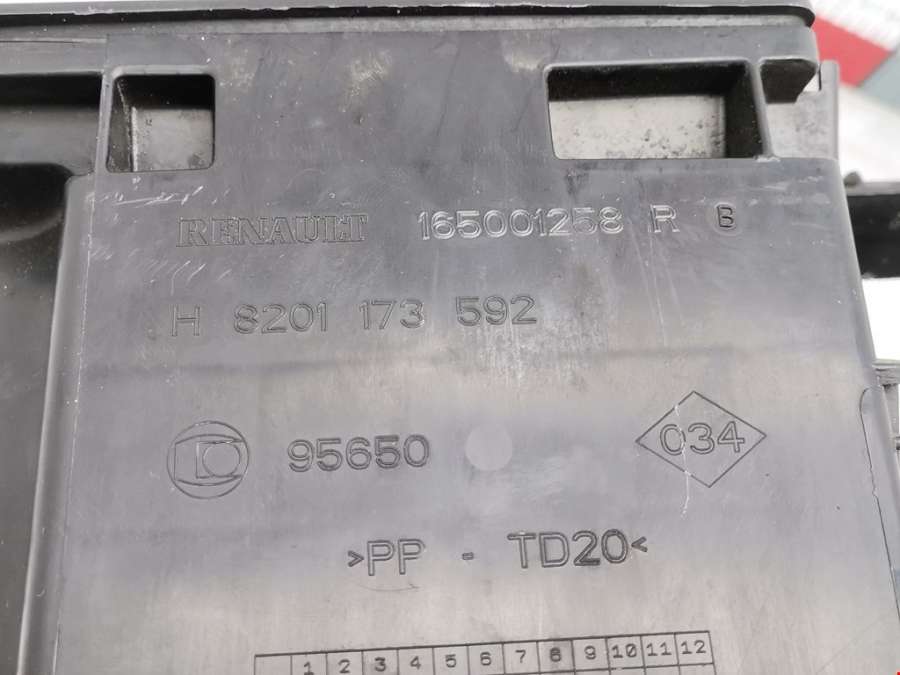 RENAULT 165001258 R B
H 8201 173 592
95650 034
>PP - TD20<
1 2 3 4 5 6 7 8 9 10 11 12